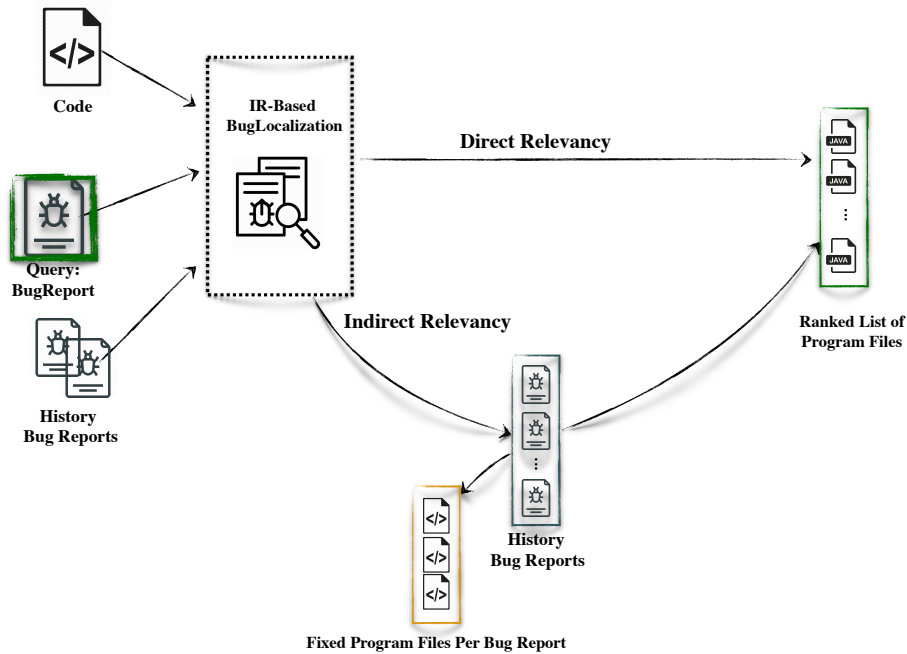 Code
Query:
BugReport
History
Bug Reports
IR-Based
BugLocalization
</>
Direct Relevancy
Indirect Relevancy
JAVA
JAVA
JAVA
Ranked List of
Program Files
History
Bug Reports
</>
</>
</>
Fixed Program Files Per Bug Report